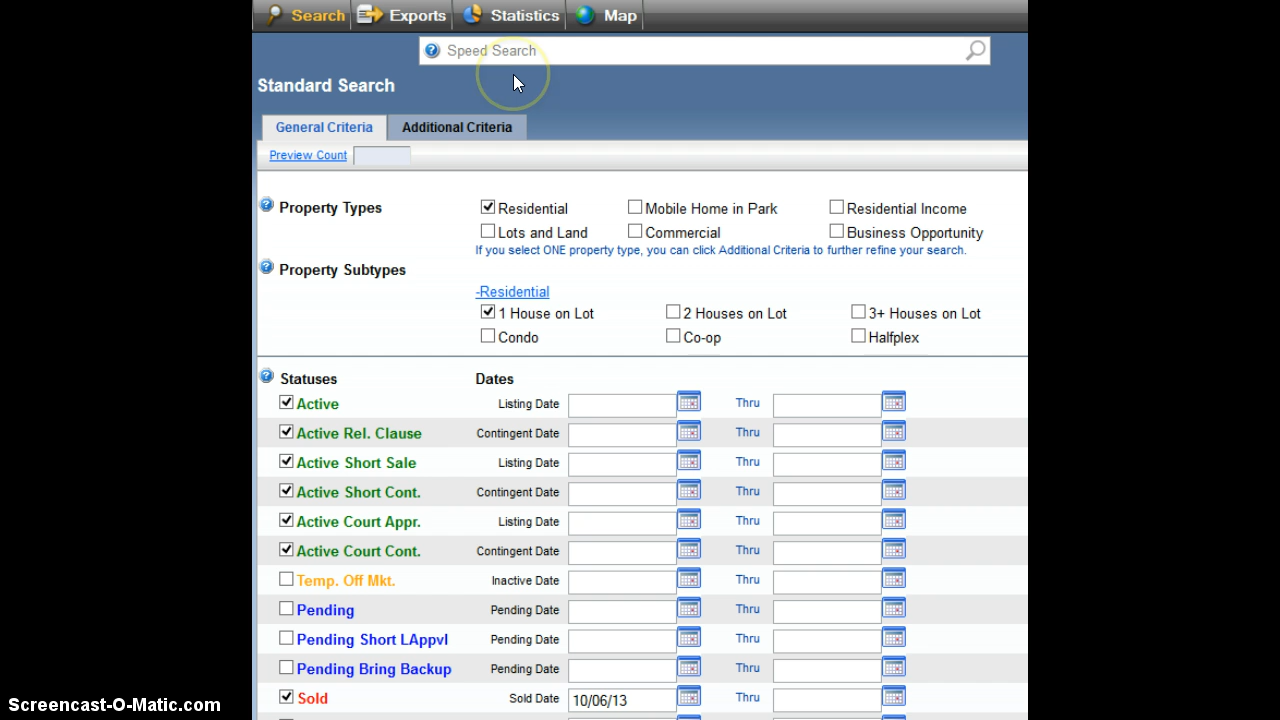 Search Exports Statistics Map
Speed Search
Standard Search
General Criteria Additional Criteria
Preview Count
Property Types
Residential Mobile Home in Park Residential Income
Lots and Land Commercial Business Opportunity
If you select ONE property type, you can click Additional Criteria to further refine your search.
Property Subtypes
-Residential
1 House on Lot 2 Houses on Lot 3+ Houses on Lot
Condo Co-op Halfplex
Statuses Dates
Active Listing Date Thru
Active Rel. Clause Contingent Date Thru
Active Short Sale Listing Date Thru
Active Short Cont. Contingent Date Thru
Active Court Appr. Listing Date Thru
Active Court Cont. Contingent Date Thru
Temp. Off Mkt. Inactive Date Thru
Pending Pending Date Thru
Pending Short LAppvl Pending Date Thru
Pending Bring Backup Pending Date Thru
Sold Sold Date 10/06/13 Thru
Screencast-O-Matic.com